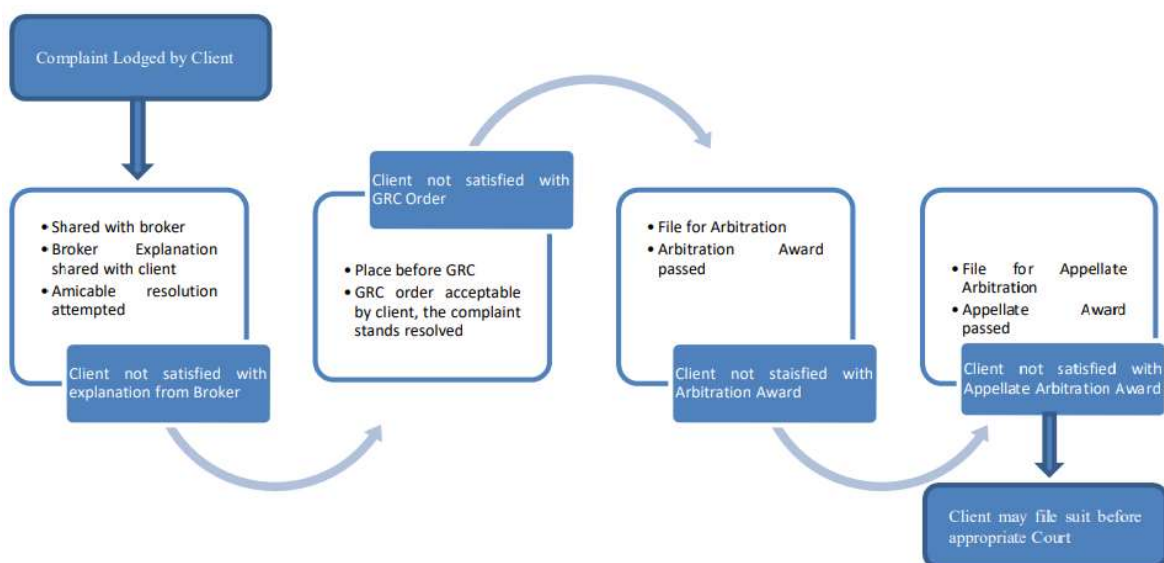 Complaint Lodged by Client
• Shared with broker
• Broker Explanation
shared with client
• Amicable resolution
attempted
Client not satisfied with
explanation from Broker
Client not satisfied with
GRC Order
• Place before GRC
• GRC order acceptable
by client, the complaint
stands resolved
• File for Arbitration
• Arbitration Award
passed
Client not staisfied with
Arbitration Award
• File for Appellate
Arbitration
• Appellate Award
passed
Client not satisfied with
Appellate Arbitration Award
Client may file suit before
appropriate Court